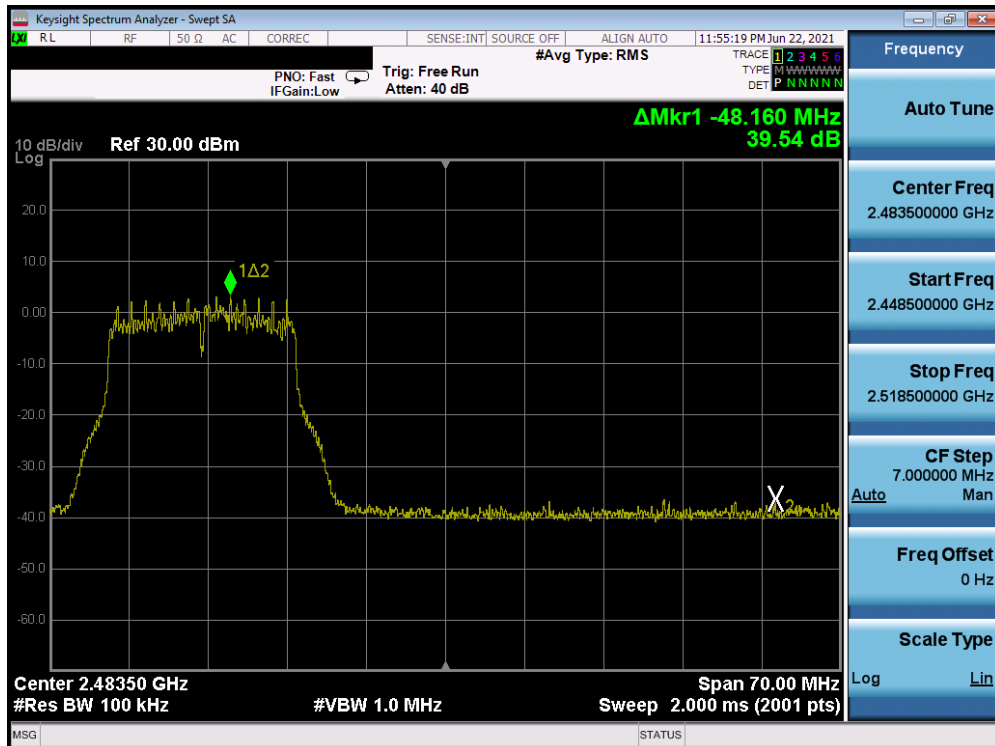 Keysight Spectrum Analyzer - Swept SA
LXI RL RF 50 Ω AC CORREC SENSE:INT SOURCE OFF ALIGN AUTO 11:55:19 PM Jun 22, 2021
#Avg Type: RMS
TRACE 1 2 3 4 5 6
TYPE M W W W W W
DET P N N N N N
PNO: Fast
IFGain:Low
Trig: Free Run
Atten: 40 dB
ΔMkr1 -48.160 MHz
39.54 dB
10 dB/div
Log
Ref 30.00 dBm
20.0
10.0
0.00
-10.0
-20.0
-30.0
-40.0
-50.0
-60.0
1Δ2
X2
Center 2.48350 GHz
#Res BW 100 kHz
#VBW 1.0 MHz
Span 70.00 MHz
Sweep 2.000 ms (2001 pts)
MSG
STATUS
Frequency
Auto Tune
Center Freq
2.483500000 GHz
Start Freq
2.448500000 GHz
Stop Freq
2.518500000 GHz
CF Step
7.000000 MHz
Auto Man
Freq Offset
0 Hz
Scale Type
Log Lin